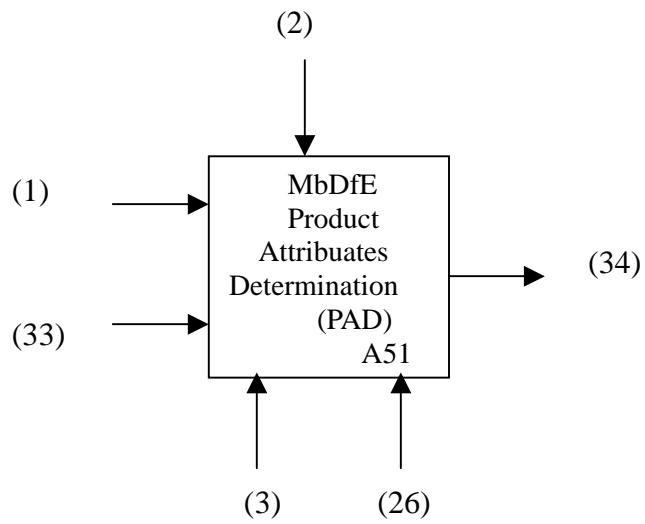 (2)
(1)
MbDfE
Product
Attribuates
Determination
(PAD)
A51
(34)
(33)
(3)
(26)